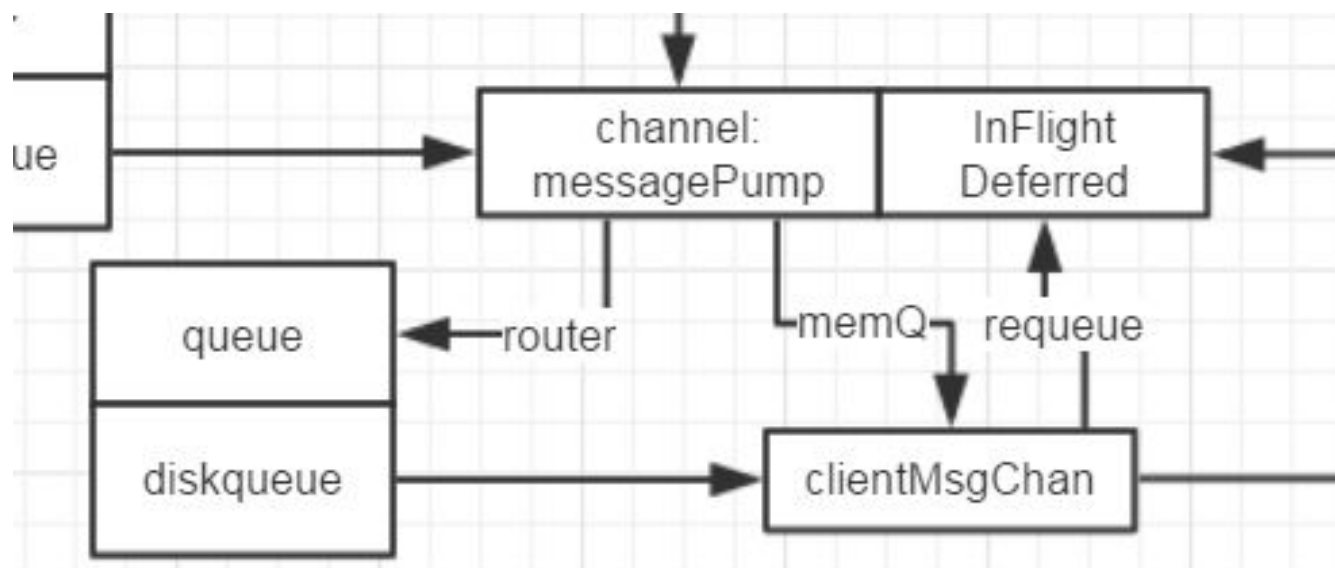 channel:
messagePump
InFlight
Deferred
ue
queue
router
memQ
requeue
diskqueue
clientMsgChan